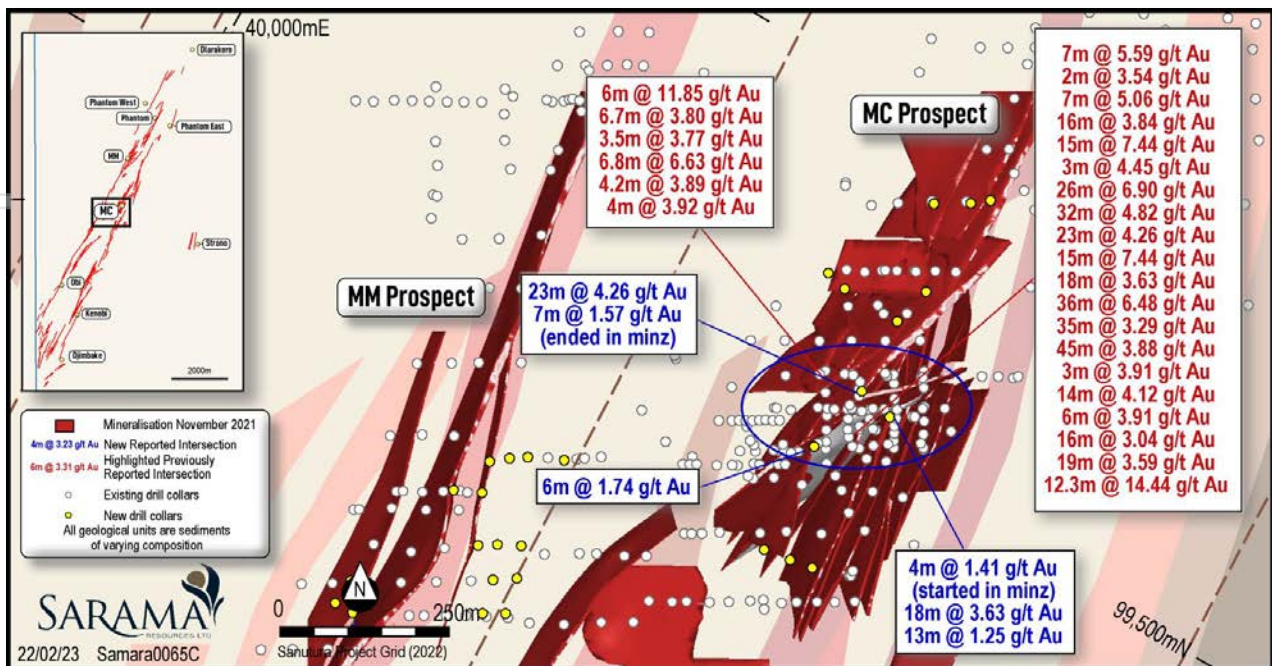 40,000mE
Diarakere
Phantom West
Phantom
Phantom East
MM
MC
Strano
Obi
Kenobi
Djimbake
2000m
Mineralisation November 2021
4m @ 3.23 g/t Au New Reported Intersection
6m @ 3.31 g/t Au Highlighted Previously
Reported Intersection
Existing drill collars
New drill collars
All geological units are sediments
of varying composition
SARAMA
RESOURCES LTD
22/02/23 Samara0065C
MM Prospect
6m @ 11.85 g/t Au
6.7m @ 3.80 g/t Au
3.5m @ 3.77 g/t Au
6.8m @ 6.63 g/t Au
4.2m @ 3.89 g/t Au
4m @ 3.92 g/t Au
23m @ 4.26 g/t Au
7m @ 1.57 g/t Au
(ended in minz)
6m @ 1.74 g/t Au
MC Prospect
7m @ 5.59 g/t Au
2m @ 3.54 g/t Au
7m @ 5.06 g/t Au
16m @ 3.84 g/t Au
15m @ 7.44 g/t Au
3m @ 4.45 g/t Au
26m @ 6.90 g/t Au
32m @ 4.82 g/t Au
23m @ 4.26 g/t Au
15m @ 7.44 g/t Au
18m @ 3.63 g/t Au
36m @ 6.48 g/t Au
35m @ 3.29 g/t Au
45m @ 3.88 g/t Au
3m @ 3.91 g/t Au
14m @ 4.12 g/t Au
6m @ 3.91 g/t Au
16m @ 3.04 g/t Au
19m @ 3.59 g/t Au
12.3m @ 14.44 g/t Au
4m @ 1.41 g/t Au
(started in minz)
18m @ 3.63 g/t Au
13m @ 1.25 g/t Au
99,500mN
N
0 250m
Sanutura Project Grid (2022)